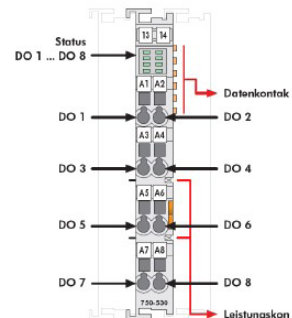 13 14
Status
DO 1 ... DO 8
A1 A2
Datenkontak
DO 1
DO 2
A3 A4
DO 3
DO 4
A5 A6
DO 5
DO 6
A7 A8
DO 7
DO 8
750-530
Leistungskon